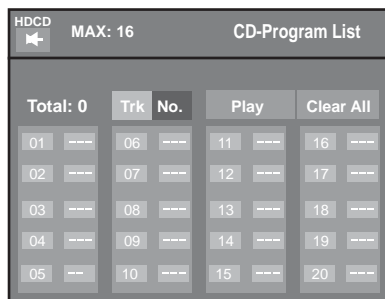 HDCD MAX: 16 CD-Program List
Total: 0 Trk No. Play Clear All
01 --- 06 --- 11 --- 16 ---
02 --- 07 --- 12 --- 17 ---
03 --- 08 --- 13 --- 18 ---
04 --- 09 --- 14 --- 19 ---
05 -- 10 --- 15 --- 20 ---